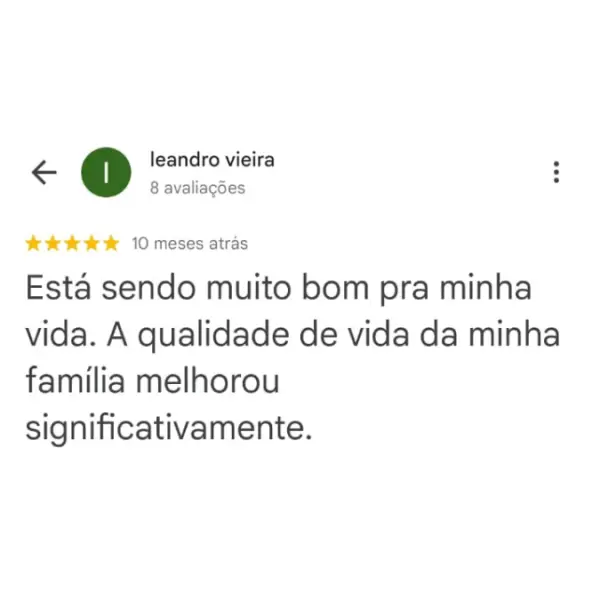 leandro vieira
l
8 avaliações
10 meses atrás
Está sendo muito bom pra minha
vida. A qualidade de vida da minha
família melhorou
significativamente.